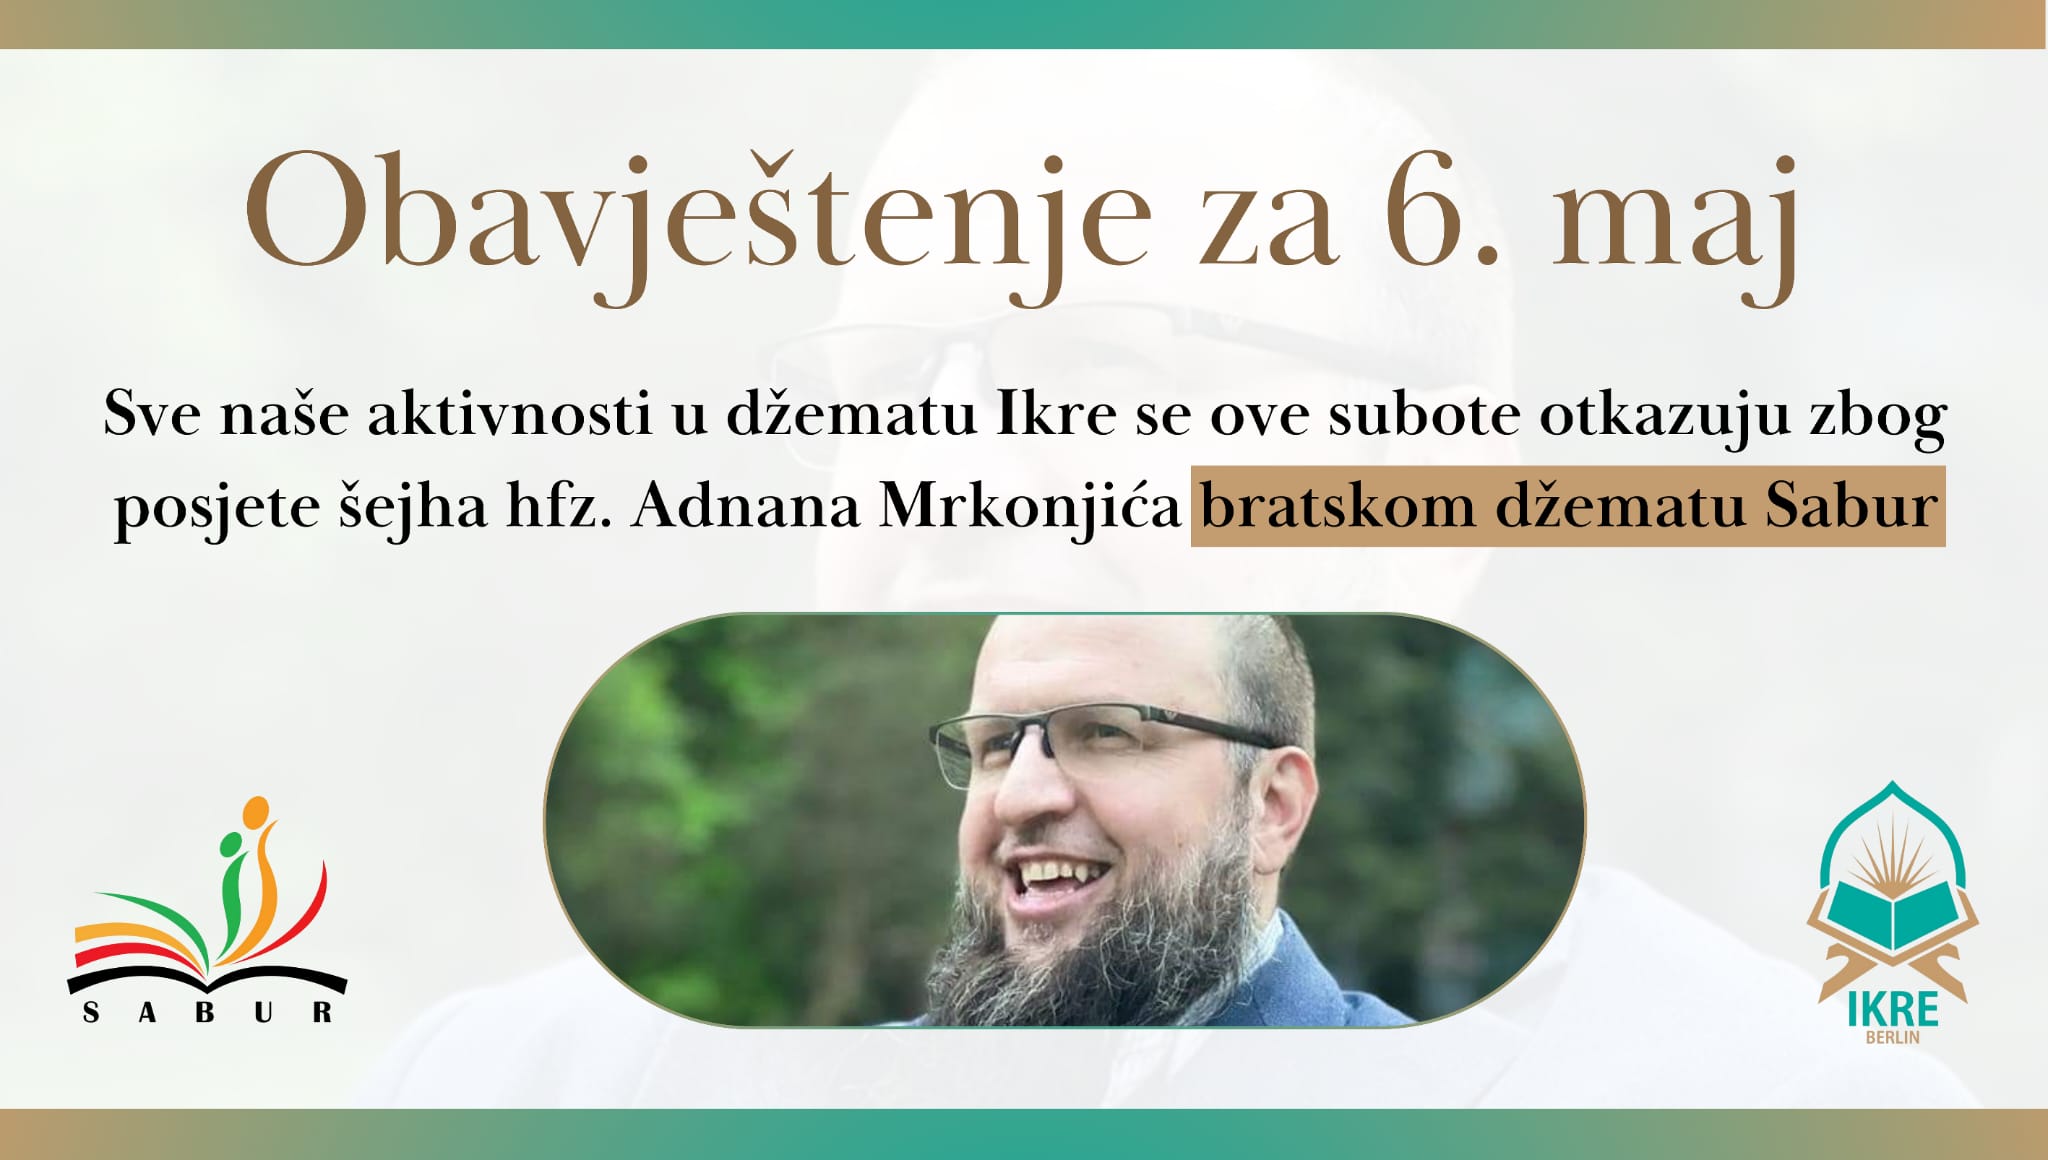 Obavještenje za 6. maj
Sve naše aktivnosti u džematu Ikre se ove subote otkazuju zbog
posjete šejha hfz. Adnana Mrkonjića bratskom džematu Sabur
SABUR
IKRE
BERLIN